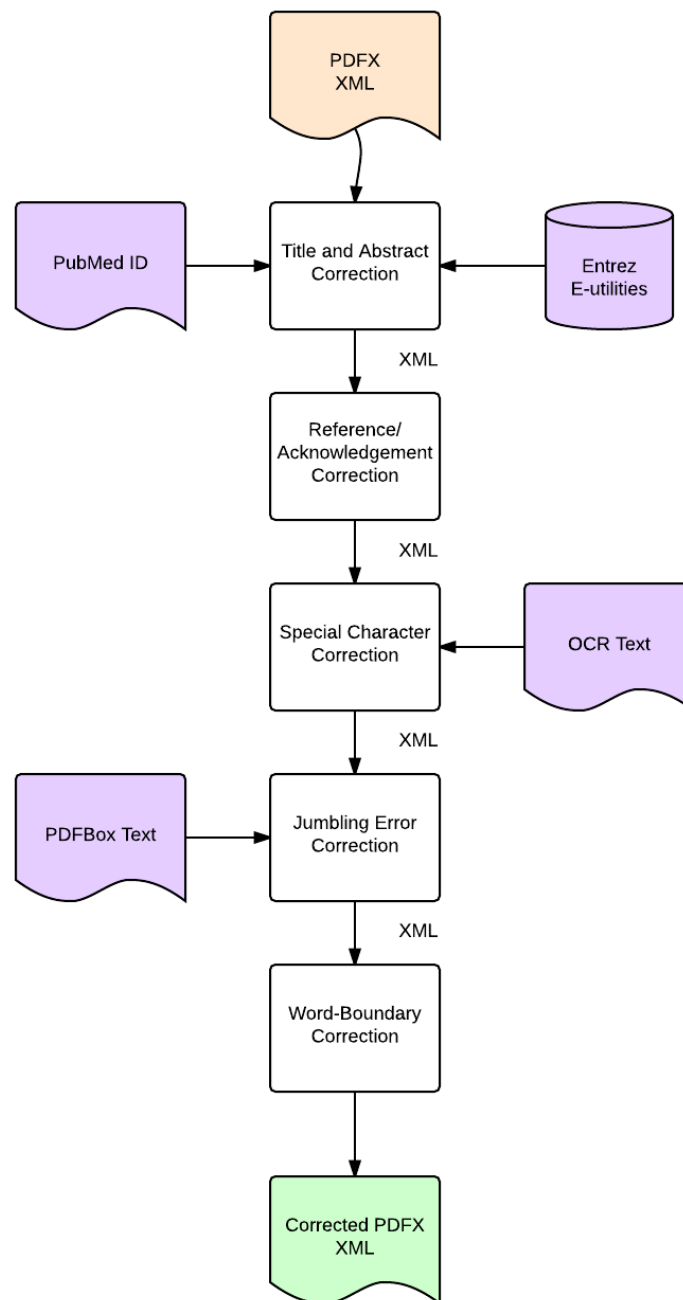 PDFX
XML
PubMed ID
Title and Abstract
Correction
Entrez
E-utilities
XML
Reference/
Acknowledgement
Correction
XML
Special Character
Correction
OCR Text
XML
PDFBox Text
Jumbling Error
Correction
XML
Word-Boundary
Correction
Corrected PDFX
XML